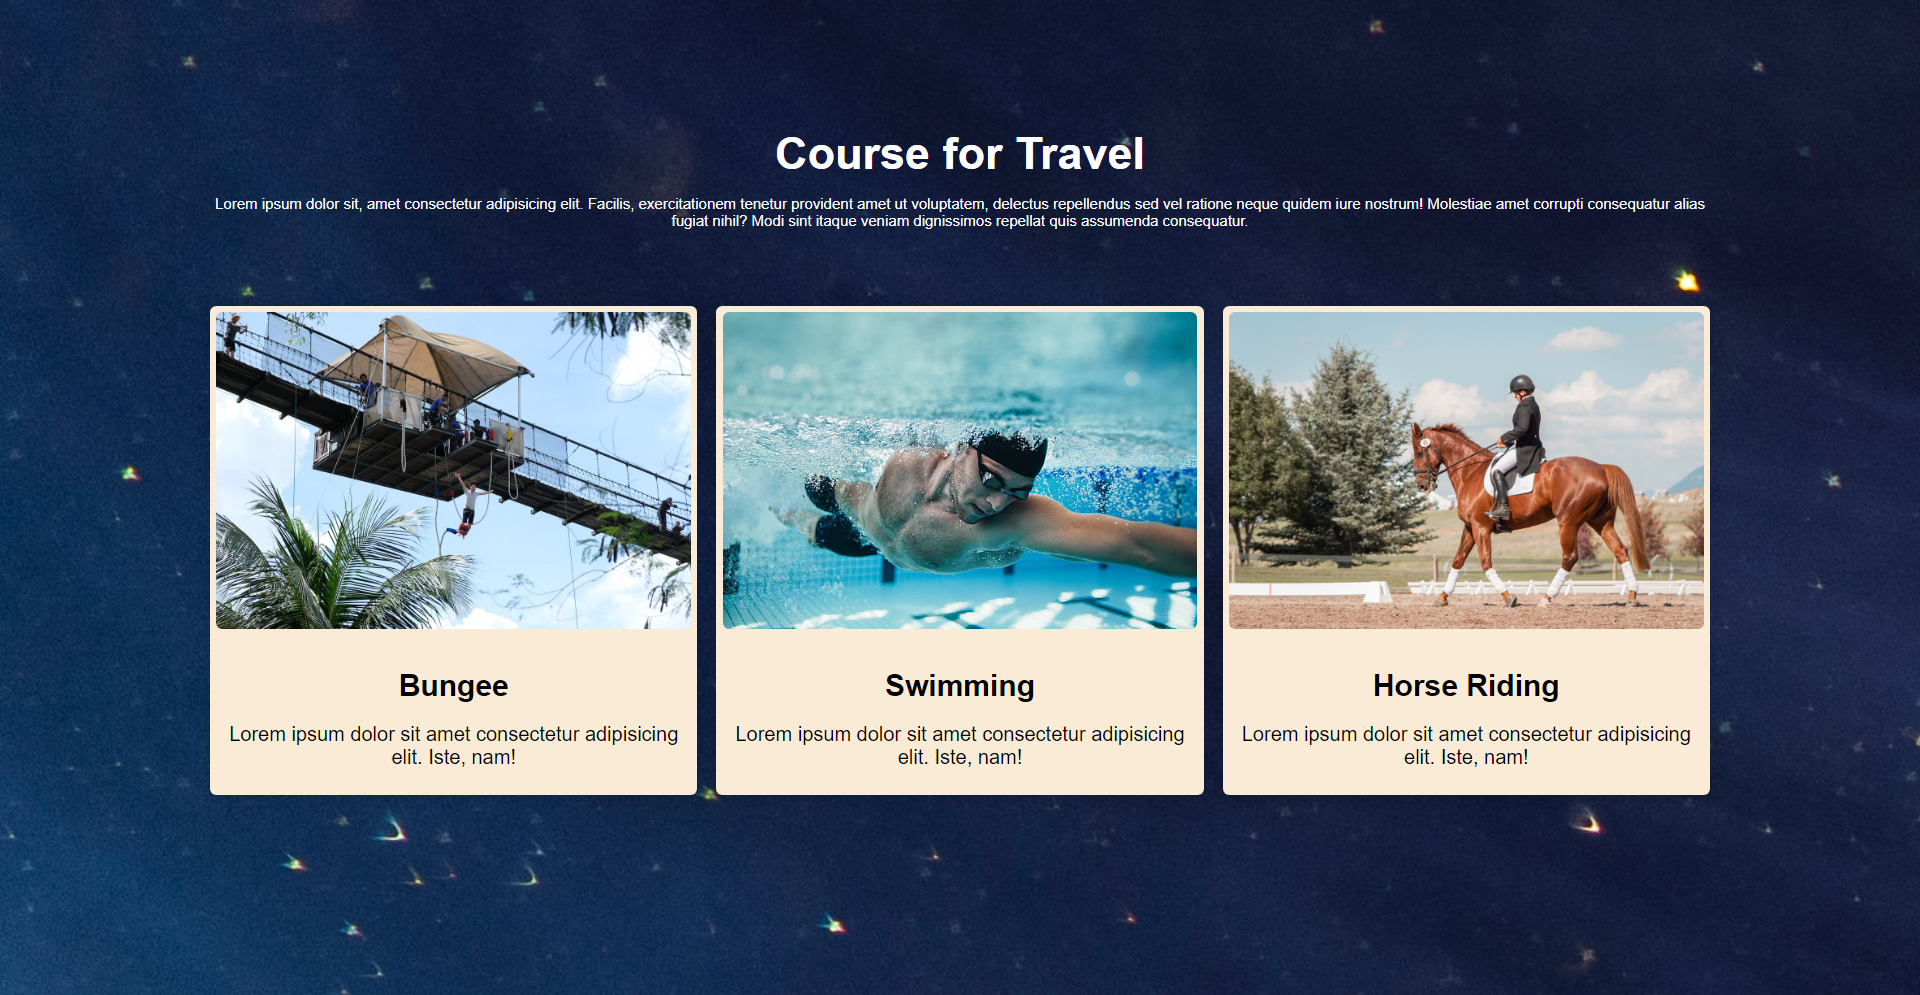 Course for Travel
Lorem ipsum dolor sit, amet consectetur adipisicing elit. Facilis, exercitationem tenetur provident amet ut voluptatem, delectus repellendus sed vel ratione neque quidem iure nostrum! Molestiae amet corrupti consequatur alias
fugiat nihil? Modi sint itaque veniam dignissimos repellat quis assumenda consequatur.
Bungee
Lorem ipsum dolor sit amet consectetur adipisicing
elit. Iste, nam!
Swimming
Lorem ipsum dolor sit amet consectetur adipisicing
elit. Iste, nam!
Horse Riding
Lorem ipsum dolor sit amet consectetur adipisicing
elit. Iste, nam!